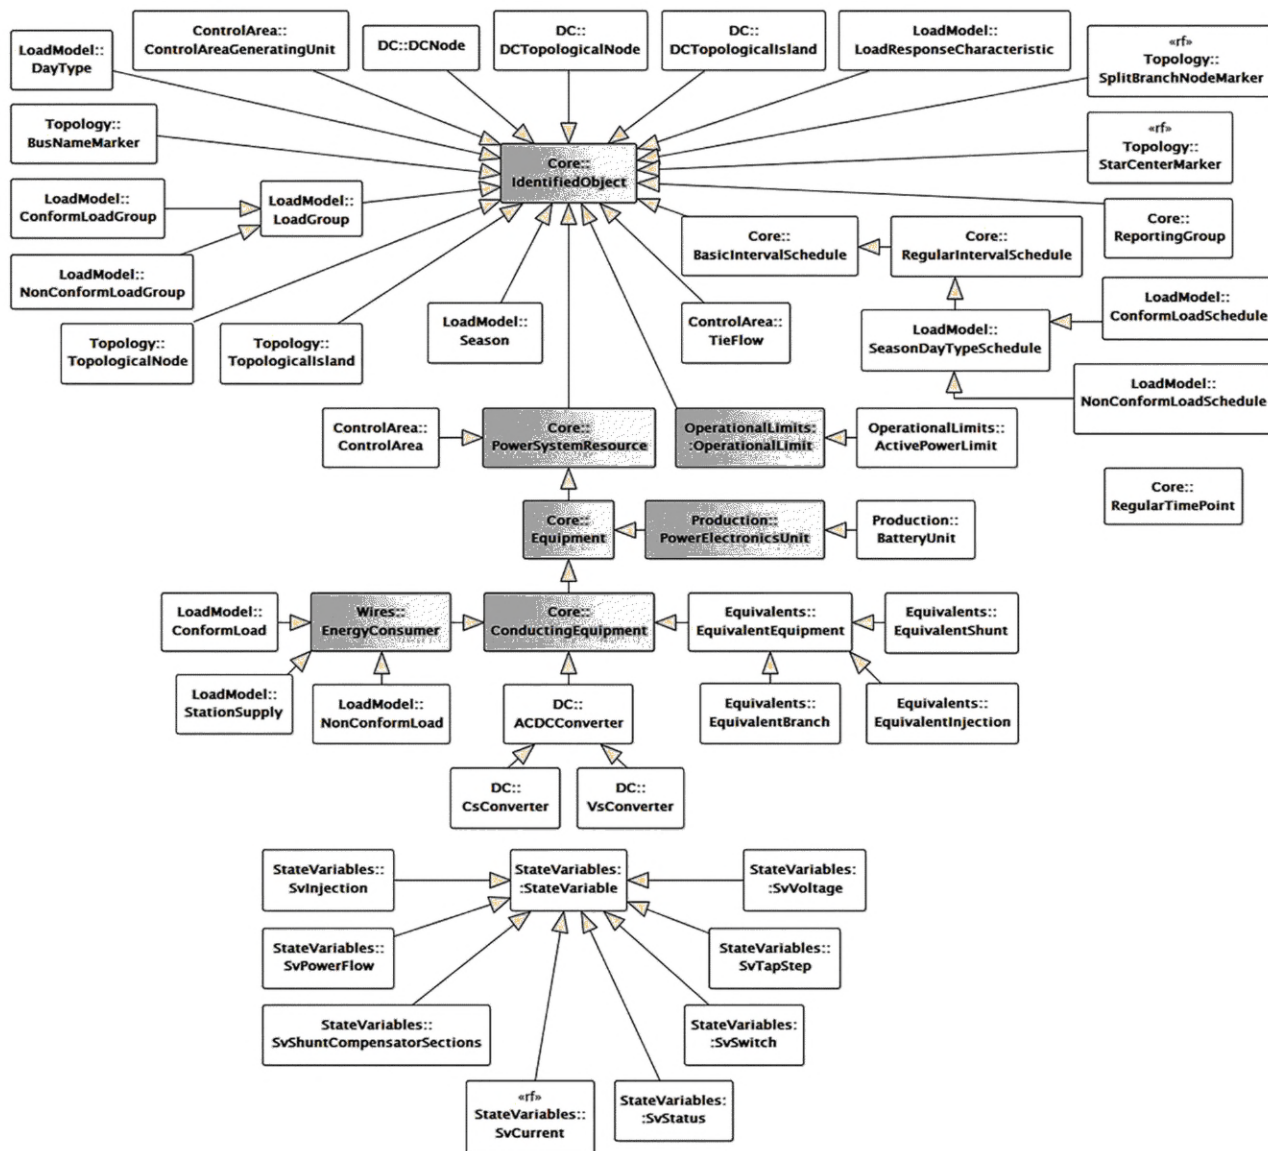 LoadModel::
DayType
ControlArea::
ControlAreaGeneratingUnit
DC::DCNode
DC::
DCTopologicalNode
DC::
DCTopologicalIsland
LoadModel::
LoadResponseCharacteristic
«rf»
Topology::
SplitBranchNodeMarker
Topology::
BusNameMarker
«rf»
Topology::
StarCenterMarker
Core::
IdentifiedObject
LoadModel::
ConformLoadGroup
LoadModel::
LoadGroup
Core::
ReportingGroup
Core::
BasicIntervalSchedule
Core::
RegularIntervalSchedule
LoadModel::
NonConformLoadGroup
LoadModel::
ConformLoadSchedule
Topology::
TopologicalNode
Topology::
TopologicalIsland
LoadModel::
Season
ControlArea::
TieFlow
LoadModel::
SeasonDayTypeSchedule
LoadModel::
NonConformLoadSchedule
ControlArea::
ControlArea
Core::
PowerSystemResource
OperationalLimits:
:OperationalLimit
OperationalLimits::
ActivePowerLimit
Core::
RegularTimePoint
Core::
Equipment
Production::
PowerElectronicsUnit
Production::
BatteryUnit
LoadModel::
ConformLoad
Wires::
EnergyConsumer
Core::
ConductingEquipment
Equivalents::
EquivalentEquipment
Equivalents::
EquivalentShunt
LoadModel::
StationSupply
LoadModel::
NonConformLoad
DC::
ACDCConverter
Equivalents::
EquivalentBranch
Equivalents::
EquivalentInjection
DC::
CsConverter
DC::
VsConverter
StateVariables::
SvInjection
StateVariables:
:StateVariable
StateVariables:
:SvVoltage
StateVariables::
SvPowerFlow
StateVariables::
SvTapStep
StateVariables::
SvShuntCompensatorSections
StateVariables:
:SvSwitch
«rf»
StateVariables::
SvCurrent
StateVariables:
:SvStatus